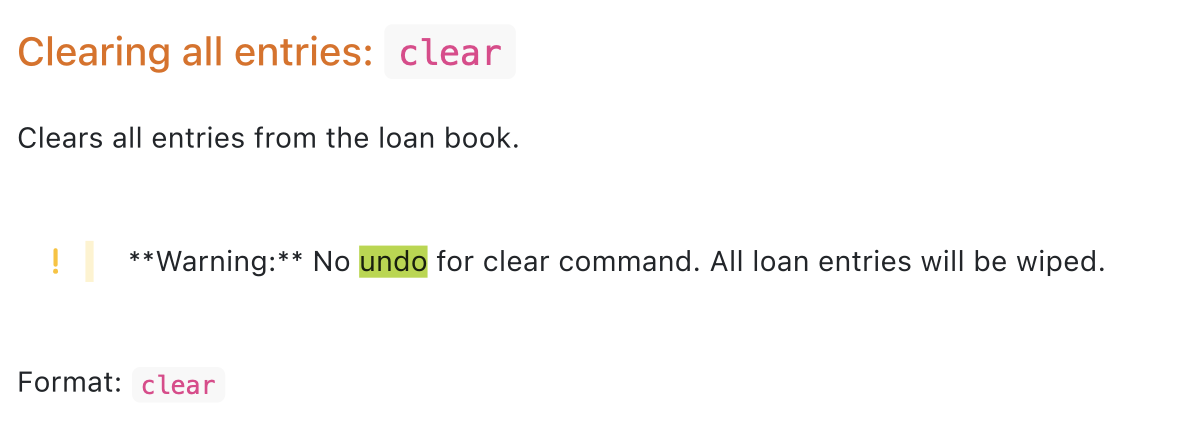 Clearing all entries: clear
Clears all entries from the loan book.
! **Warning:** No undo for clear command. All loan entries will be wiped.
Format: clear